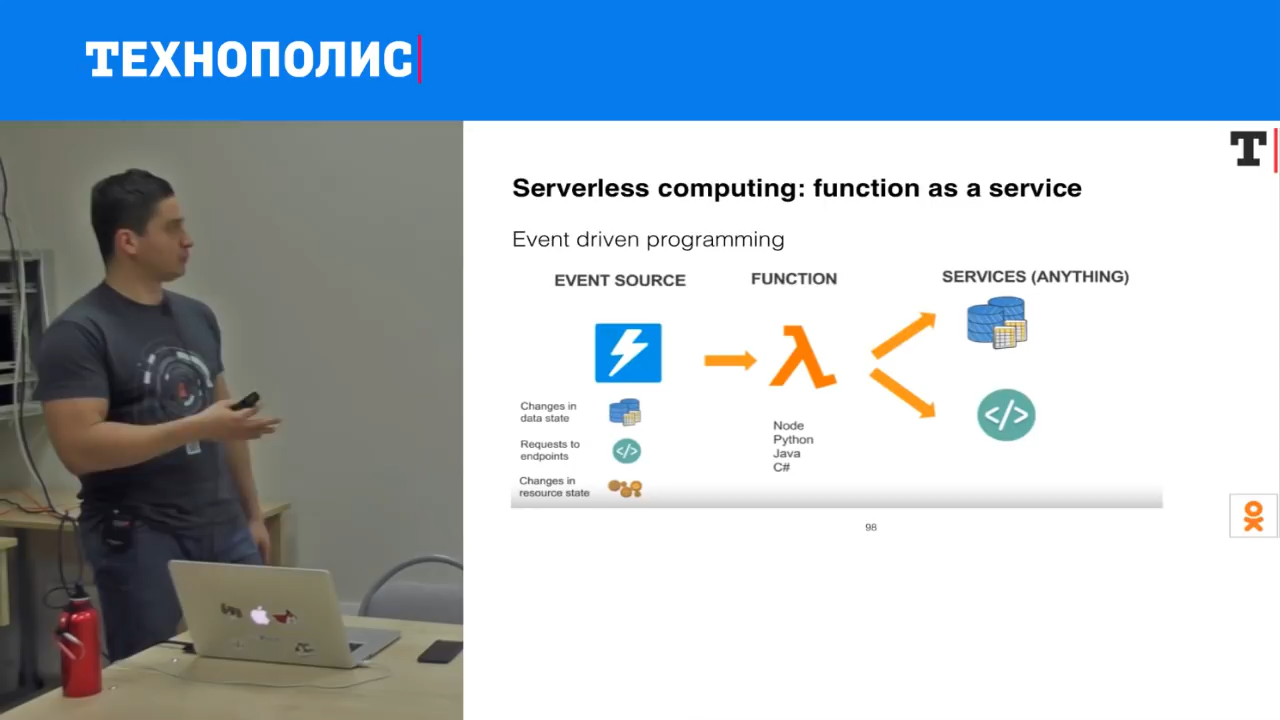 ТЕХНОПОЛИС
T
Serverless computing: function as a service
Event driven programming
EVENT SOURCE
FUNCTION
SERVICES (ANYTHING)
Changes in
data state
Requests to
endpoints
Changes in
resource state
Node
Python
Java
C#
98